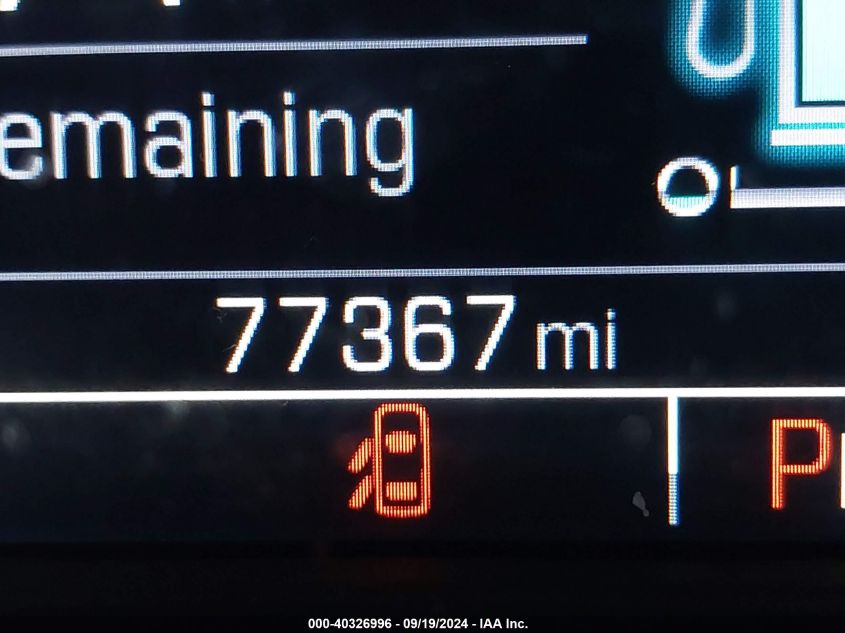 emaining
77367 mi
P
000-40326996 - 09/19/2024 - IAA Inc.